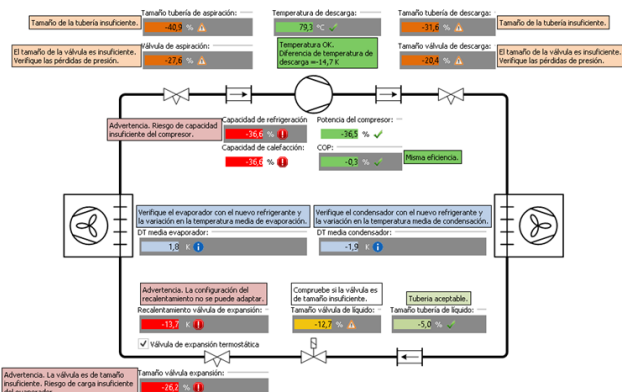 Tamaño tubería de aspiración:
Temperatura de descarga:
Tamaño tubería de descarga:
Tamaño de la tubería insuficiente.
-40,9 %
79,3 °C
-31,6 %
Tamaño de la tubería insuficiente.
El tamaño de la válvula es insuficiente.
Verifique las pérdidas de presión.
Válvula de aspiración:
-27,6 %
Temperatura OK.
Diferencia de temperatura de
descarga =-14,7 K
Tamaño válvula de descarga:
-20,4 %
El tamaño de la válvula es insuficiente.
Verifique las pérdidas de presión.
Advertencia. Riesgo de capacidad
insuficiente del compresor.
Capacidad de refrigeración
-36,6 %
Potencia del compresor:
-36,5 %
Capacidad de calefacción:
-36,6 %
COP:
-0,3 %
Misma eficiencia.
Verifique el evaporador con el nuevo refrigerante y
la variación en la temperatura media de evaporación.
Verifique el condensador con el nuevo refrigerante y
la variación en la temperatura media de condensación.
DT media evaporador:
1,8 K
DT media condensador:
-1,9 K
Advertencia. La configuración del
recalentamiento no se puede adaptar.
Compruebe si la válvula es
de tamaño insuficiente.
Tubería aceptable.
Recalentamiento válvula de expansión:
-13,7 K
Tamaño válvula de líquido:
-12,7 %
Tamaño tubería de líquido:
-5,0 %
Válvula de expansión termostática
Advertencia. La válvula es de tamaño
insuficiente. Riesgo de carga insuficiente
del evaporador.
Tamaño válvula expansión:
-26,2 %